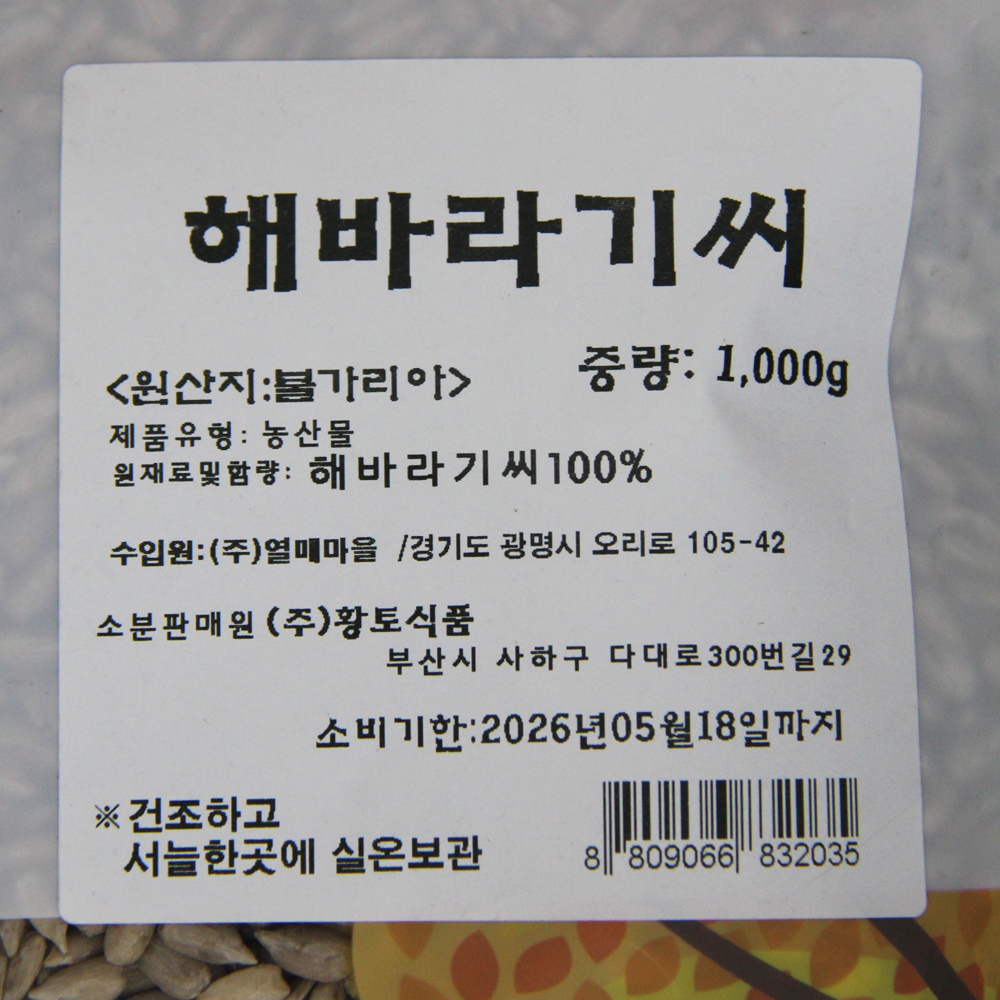 해바라기씨
중량: 1,000g
<원산지:불가리아>
제품유형: 농산물
원재료및함량: 해바라기씨100%
수입원:(주)열매마을 /경기도 광명시 오리로 105-42
소분판매원 (주)황토식품
부산시 사하구 다대로300번길29
소비기한:2026년05월18일까지
※건조하고
서늘한곳에 실온보관
8 809066 832035